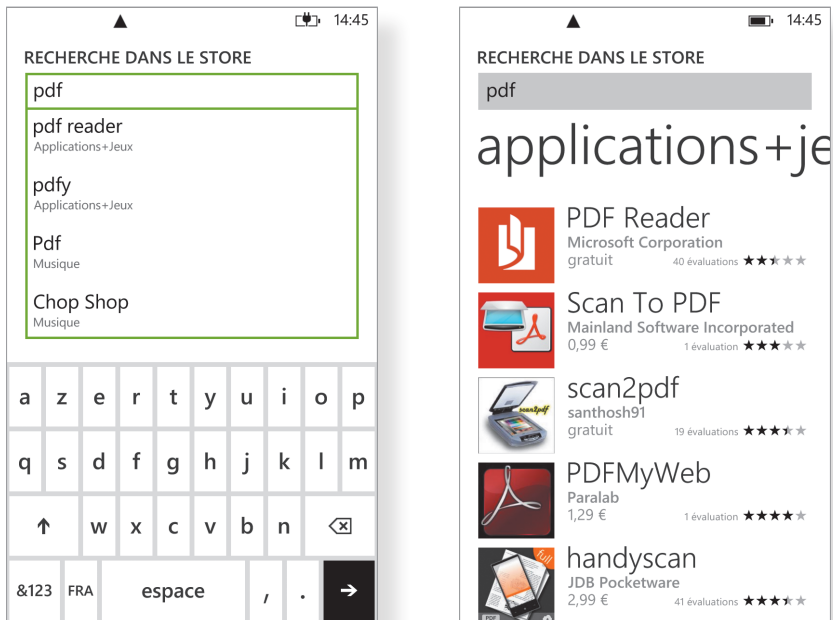 14:45
RECHERCHE DANS LE STORE
pdf
pdf reader
Applications+Jeux
pdfy
Applications+Jeux
Pdf
Musique
Chop Shop
Musique
a z e r t y u i o p
q s d f g h j k l m
w x c v b n
&123 FRA espace , .
14:45
RECHERCHE DANS LE STORE
pdf
applications+je
PDF Reader
Microsoft Corporation
gratuit 40 évaluations
Scan To PDF
Mainland Software Incorporated
0,99 € 1 évaluation
scan2pdf
scan2pdf
santhosh91
gratuit 19 évaluations
PDFMyWeb
Paralab
1,29 € 1 évaluation
full
handyscan
JDB Pocketware
2,99 € 41 évaluations
PDF